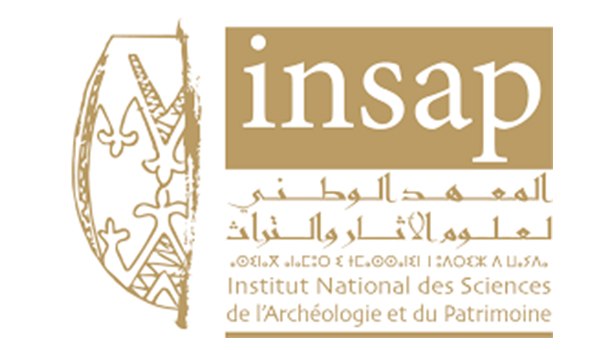 insap
المعهد الوطني
لعلوم الآثار والتراث
Institut National des Sciences
de l'Archéologie et du Patrimoine